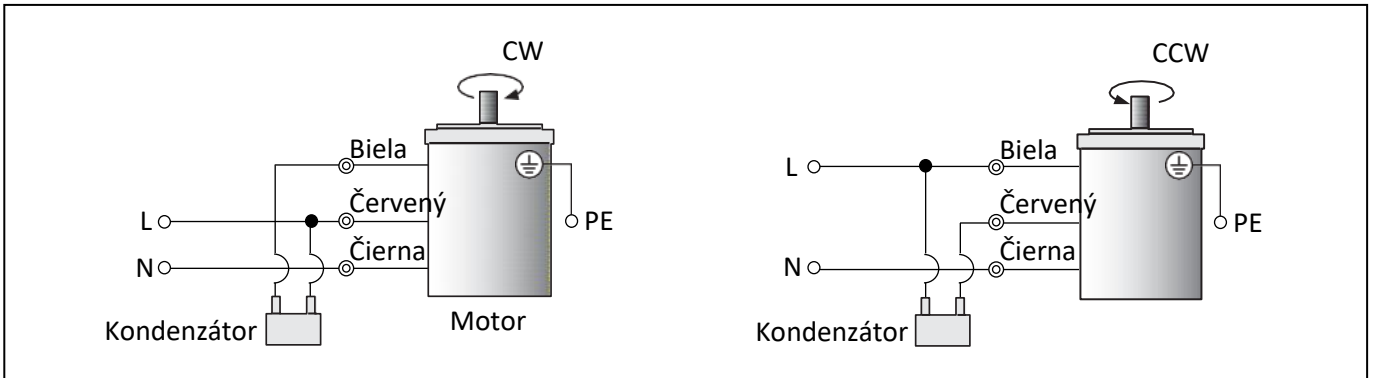 CW
Biela
L
Červený
N
Čierna
PE
Kondenzátor
Motor
CCW
L
Biela
Červený
N
Čierna
PE
Kondenzátor